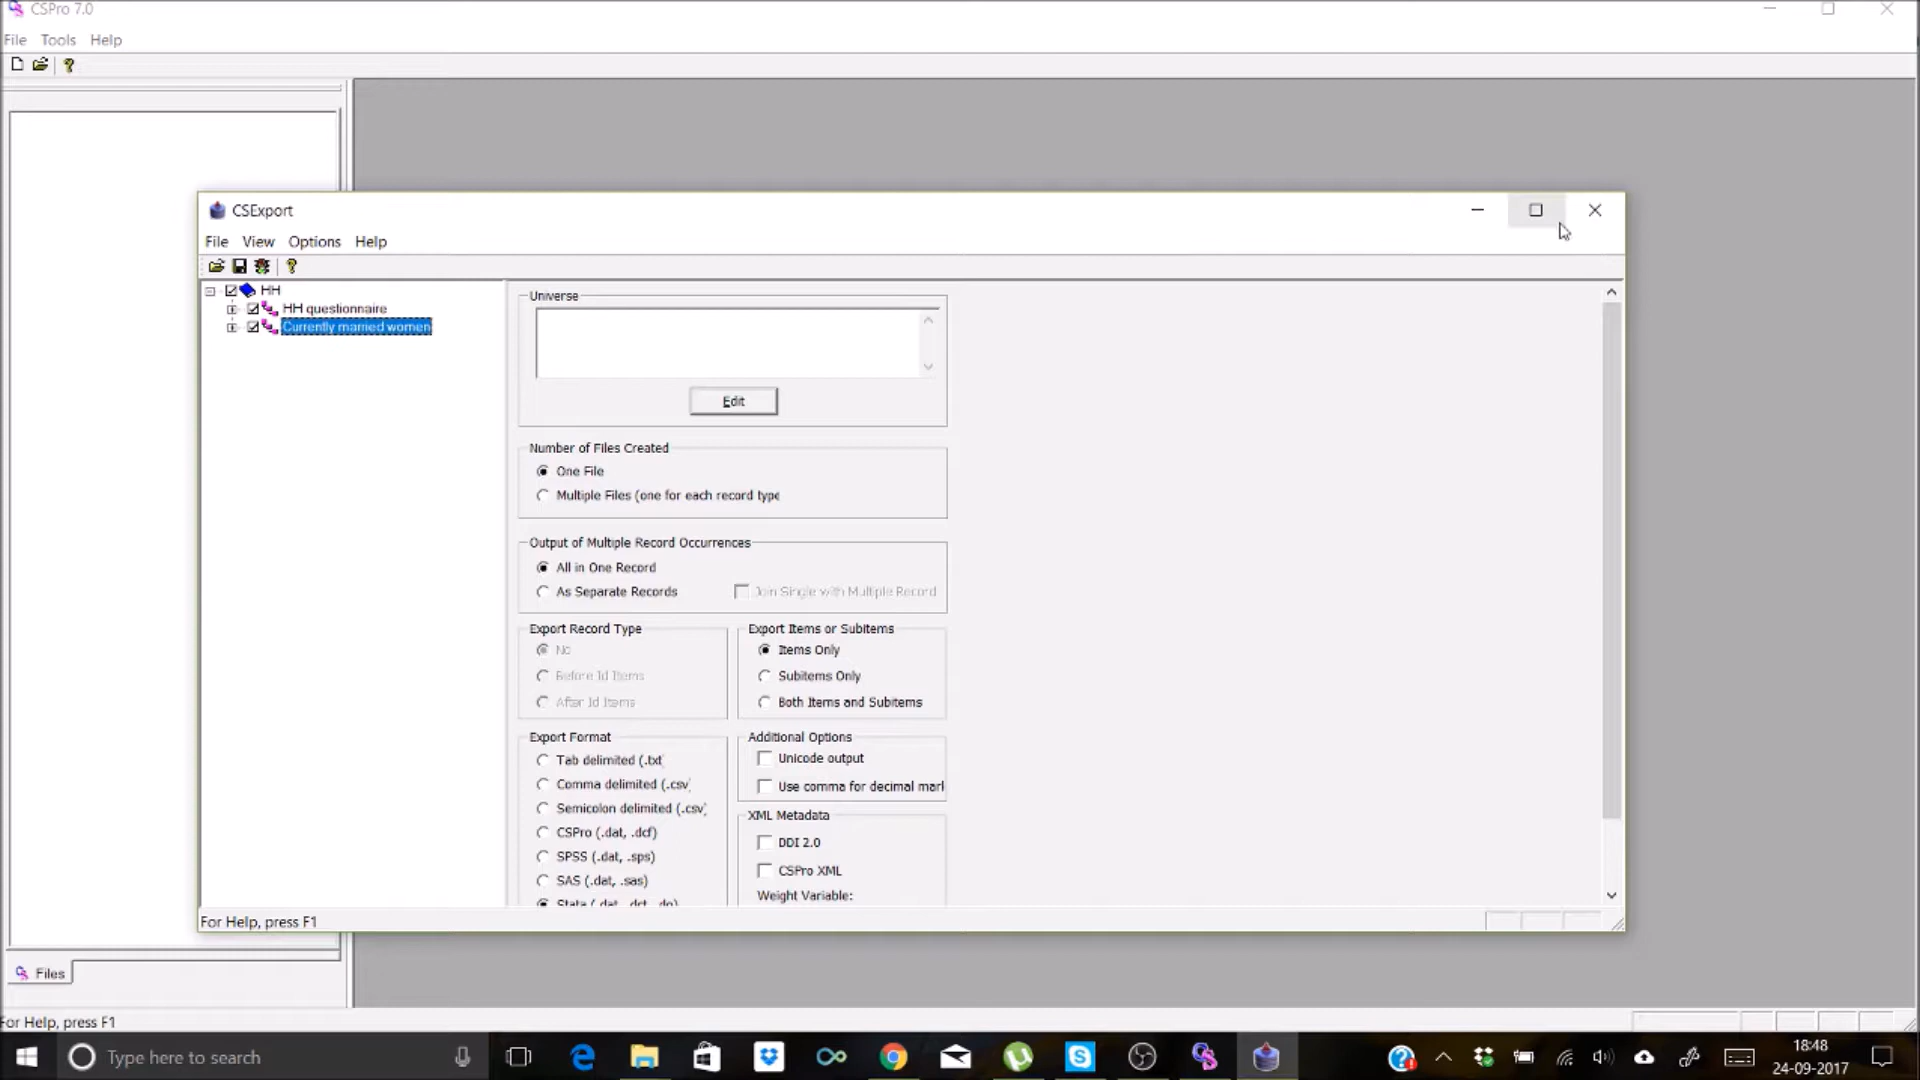 CSPro 7.0
File Tools Help
CSExport
File View Options Help
HH
HH questionnaire
Currently married women
Universe
Edit
Number of Files Created
One File
Multiple Files (one for each record type
Output of Multiple Record Occurrences
All in One Record
As Separate Records
Join Single with Multiple Record
Export Record Type
No
Before Id Items
After Id Items
Export Items or Subitems
Items Only
Subitems Only
Both Items and Subitems
Export Format
Tab delimited (.txt
Comma delimited (.csv)
Semicolon delimited (.csv)
CSPro (.dat, .dcf)
SPSS (.dat, .sps)
SAS (.dat, .sas)
Stata (.dat, .dct, .do)
Additional Options
Unicode output
Use comma for decimal mark
XML Metadata
DDI 2.0
CSPro XML
Weight Variable:
For Help, press F1
Files
For Help, press F1
Type here to search
18:48
24-09-2017